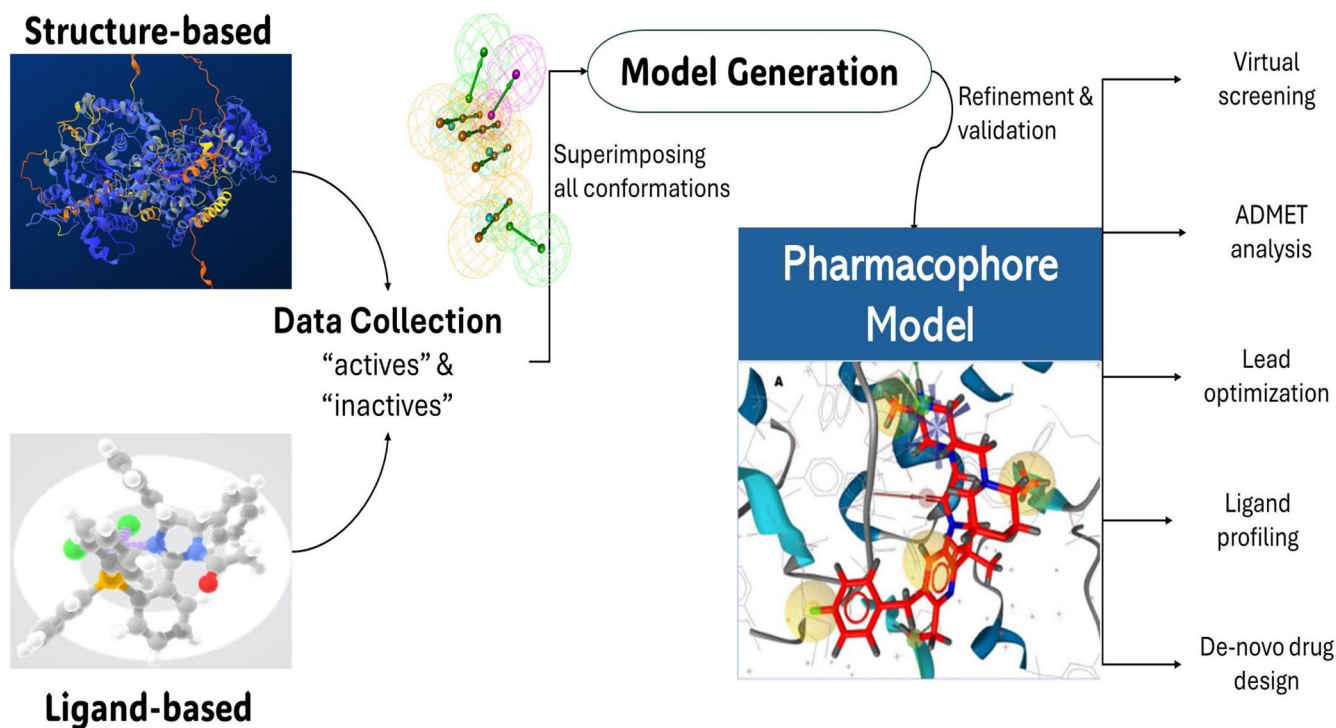 Structure-based
Data Collection
“actives” &
“inactives”
Ligand-based
Superimposing
all conformations
Model Generation
Refinement &
validation
Pharmacophore
Model
A
Virtual
screening
ADMET
analysis
Lead
optimization
Ligand
profiling
De-novo drug
design